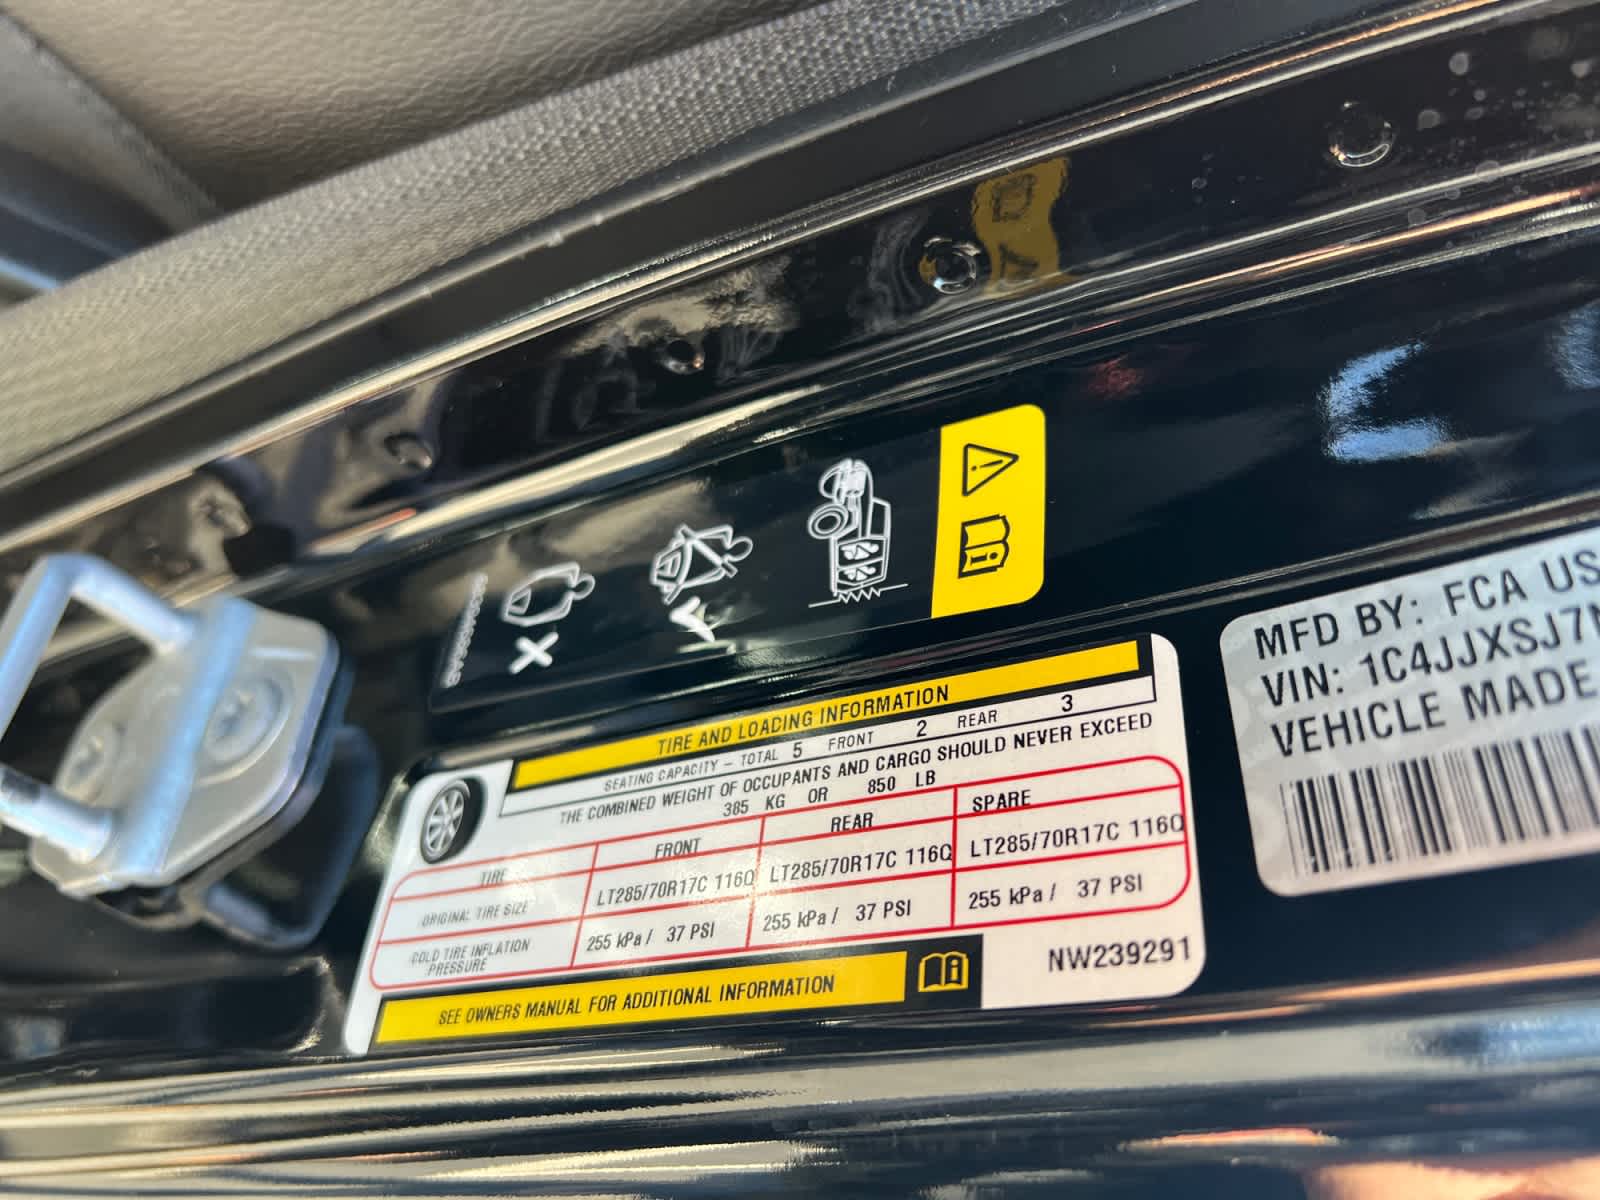 TIRE AND LOADING INFORMATION
SEATING CAPACITY – TOTAL 5 FRONT 2 REAR 3
THE COMBINED WEIGHT OF OCCUPANTS AND CARGO SHOULD NEVER EXCEED
385 KG OR 850 LB
TIRE FRONT REAR SPARE
ORIGINAL TIRE SIZE LT285/70R17C 116Q LT285/70R17C 116Q LT285/70R17C 116Q
COLD TIRE INFLATION PRESSURE 255 kPa / 37 PSI 255 kPa / 37 PSI 255 kPa / 37 PSI
SEE OWNERS MANUAL FOR ADDITIONAL INFORMATION
NW239291
MFD BY: FCA US
VIN: 1C4JJXSJ7
VEHICLE MADE